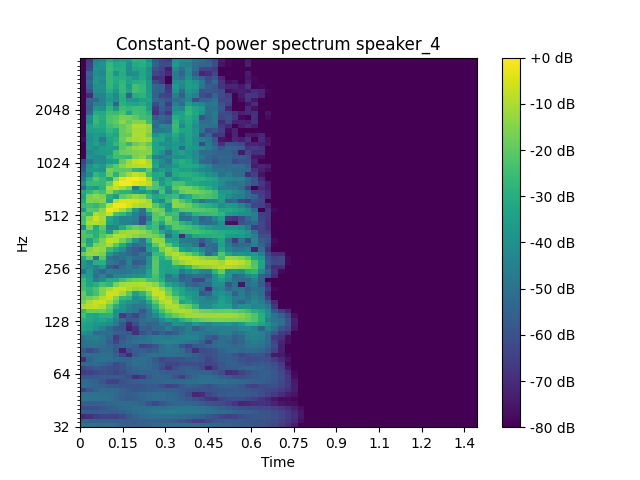 Constant-Q power spectrum speaker_4
Hz
2048
1024
512
256
128
64
32
0 0.15 0.3 0.45 0.6 0.75 0.9 1.1 1.2 1.4
Time
+0 dB
-10 dB
-20 dB
-30 dB
-40 dB
-50 dB
-60 dB
-70 dB
-80 dB